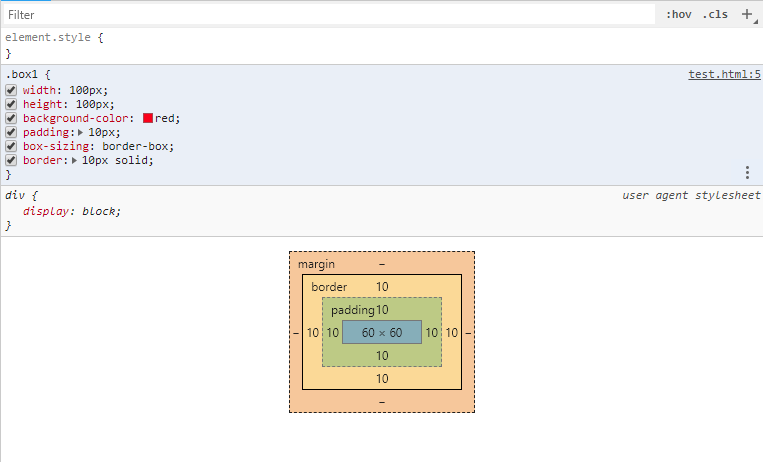 Filter :hov .cls +
element.style {
}
.box1 { test.html:5
width: 100px;
height: 100px;
background-color: red;
padding: 10px;
box-sizing: border-box;
border: 10px solid;
}
div { user agent stylesheet
display: block;
}
margin –
border 10
padding10
– 10 10 60 × 60 10 10 –
10
10
–